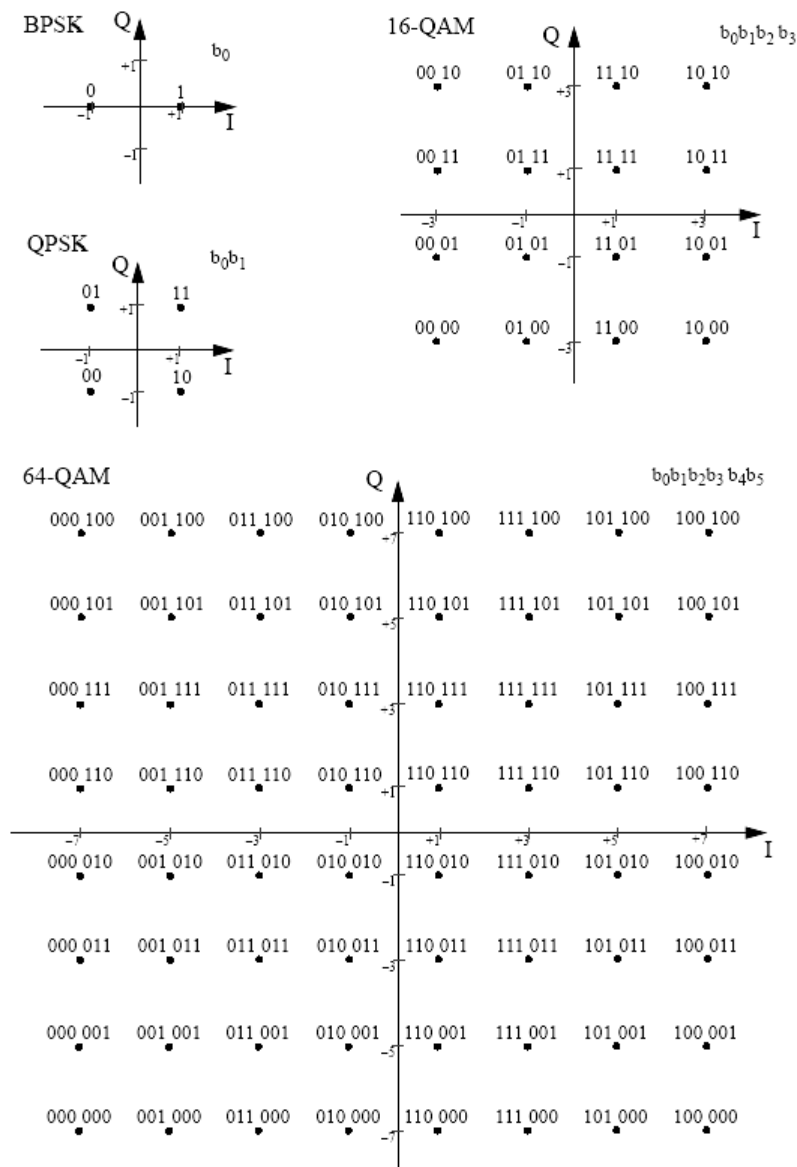 BPSK
Q
b₀
+1
0 1
−1 +1
I
−1
QPSK
Q
b₀b₁
01 11
+1
−1 +1
I
00 10
−1
16-QAM
Q
b₀b₁b₂ b₃
00 10 01 10 11 10 10 10
+3
00 11 01 11 11 11 10 11
+1
−3 −1 +1 +3
I
00 01 01 01 11 01 10 01
−1
00 00 01 00 11 00 10 00
−3
64-QAM
Q
b₀b₁b₂b₃ b₄b₅
000 100 001 100 011 100 010 100 110 100 111 100 101 100 100 100
+7
000 101 001 101 011 101 010 101 110 101 111 101 101 101 100 101
+5
000 111 001 111 011 111 010 111 110 111 111 111 101 111 100 111
+3
000 110 001 110 011 110 010 110 110 110 111 110 101 110 100 110
+1
−7 −5 −3 −1 +1 +3 +5 +7
I
000 010 001 010 011 010 010 010 110 010 111 010 101 010 100 010
−1
000 011 001 011 011 011 010 011 110 011 111 011 101 011 100 011
−3
000 001 001 001 011 001 010 001 110 001 111 001 101 001 100 001
−5
000 000 001 000 011 000 010 000 110 000 111 000 101 000 100 000
−7